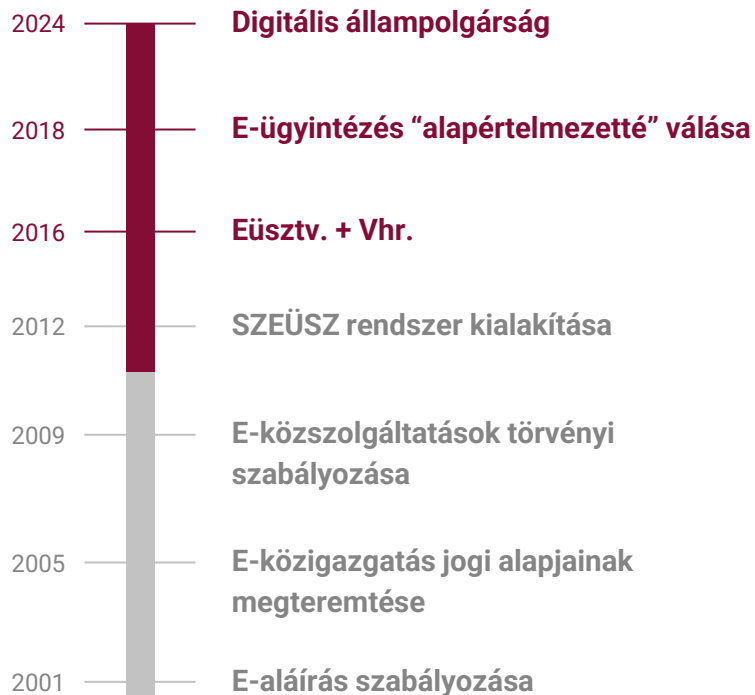 2024 Digitális állampolgárság
2018 E-ügyintézés “alapértelmezetté” válása
2016 Eüsztv. + Vhr.
2012 SZEÜSZ rendszer kialakítása
2009 E-közszolgáltatások törvényi
szabályozása
2005 E-közigazgatás jogi alapjainak
megteremtése
2001 E-aláírás szabályozása